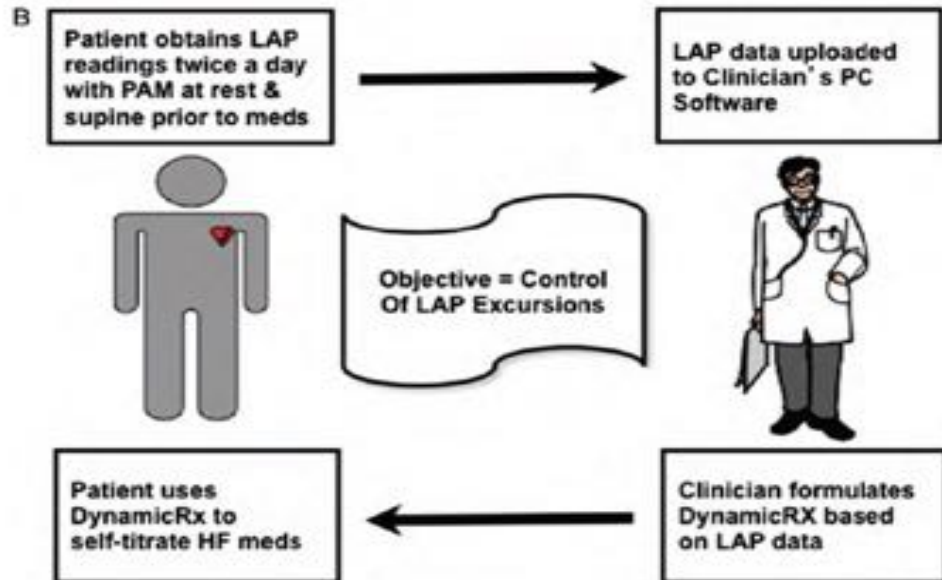 B
Patient obtains LAP
readings twice a day
with PAM at rest &
supine prior to meds
LAP data uploaded
to Clinician's PC
Software
Objective = Control
Of LAP Excursions
Patient uses
DynamicRx to
self-titrate HF meds
Clinician formulates
DynamicRX based
on LAP data